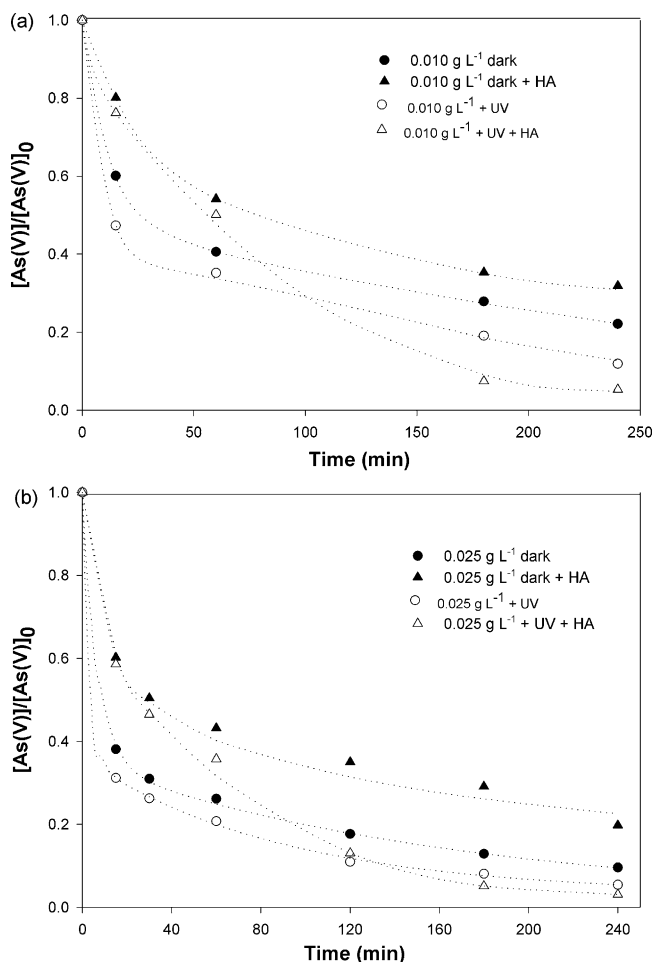 (a)
1.0
0.8
0.6
0.4
0.2
0.0
[As(V)]/[As(V)]0
0.010 g L-1 dark
0.010 g L-1 dark + HA
0.010 g L-1 + UV
0.010 g L-1 + UV + HA
0 50 100 150 200 250
Time (min)
(b)
1.0
0.8
0.6
0.4
0.2
0.0
[As(V)]/[As(V)]0
0.025 g L-1 dark
0.025 g L-1 dark + HA
0.025 g L-1 + UV
0.025 g L-1 + UV + HA
0 40 80 120 160 200 240
Time (min)